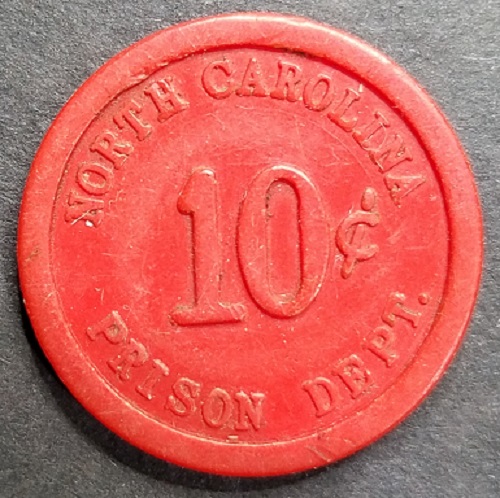 NORTH CAROLINA
10¢
PRISON DEPT.